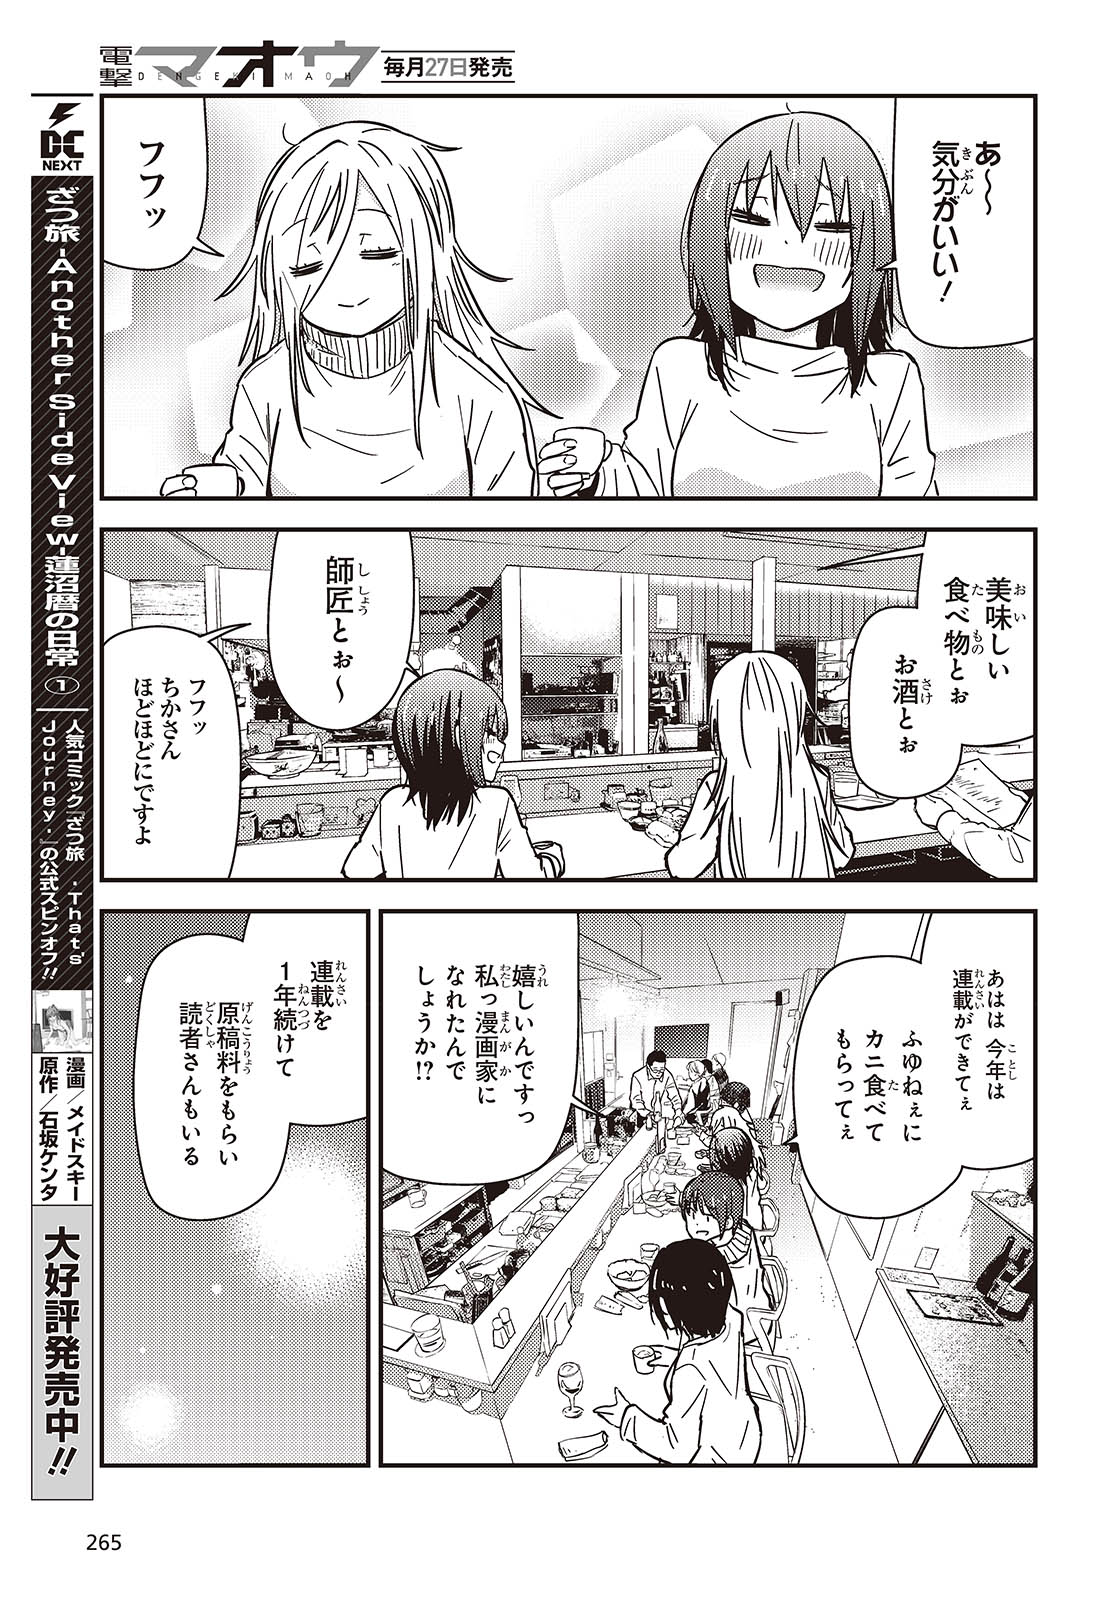 電撃マオウ
DENGEKI MAOH
毎月27日発売
DC
NEXT
ざつ旅-Another Side View-蓮沼暦の日常①
人気コミック『ざつ旅-That's
Journey-』の公式スピンオフ!!
漫画/メイドスキー
原作/石坂ケンタ
大好評発売中!!
あ〜〜
気分がいい!
フフッ
美味しい
食べ物とぉ
お酒とぉ
師匠とぉ〜
フフッ
ちかさん
ほどほどにですよ
あはは 今年は
連載ができてぇ
ふゆねぇに
カニ食べて
もらってぇ
嬉しいんですっ
私っ漫画家に
なれたんで
しょうか!?
連載を
1年続けて
原稿料をもらい
読者さんもいる
265